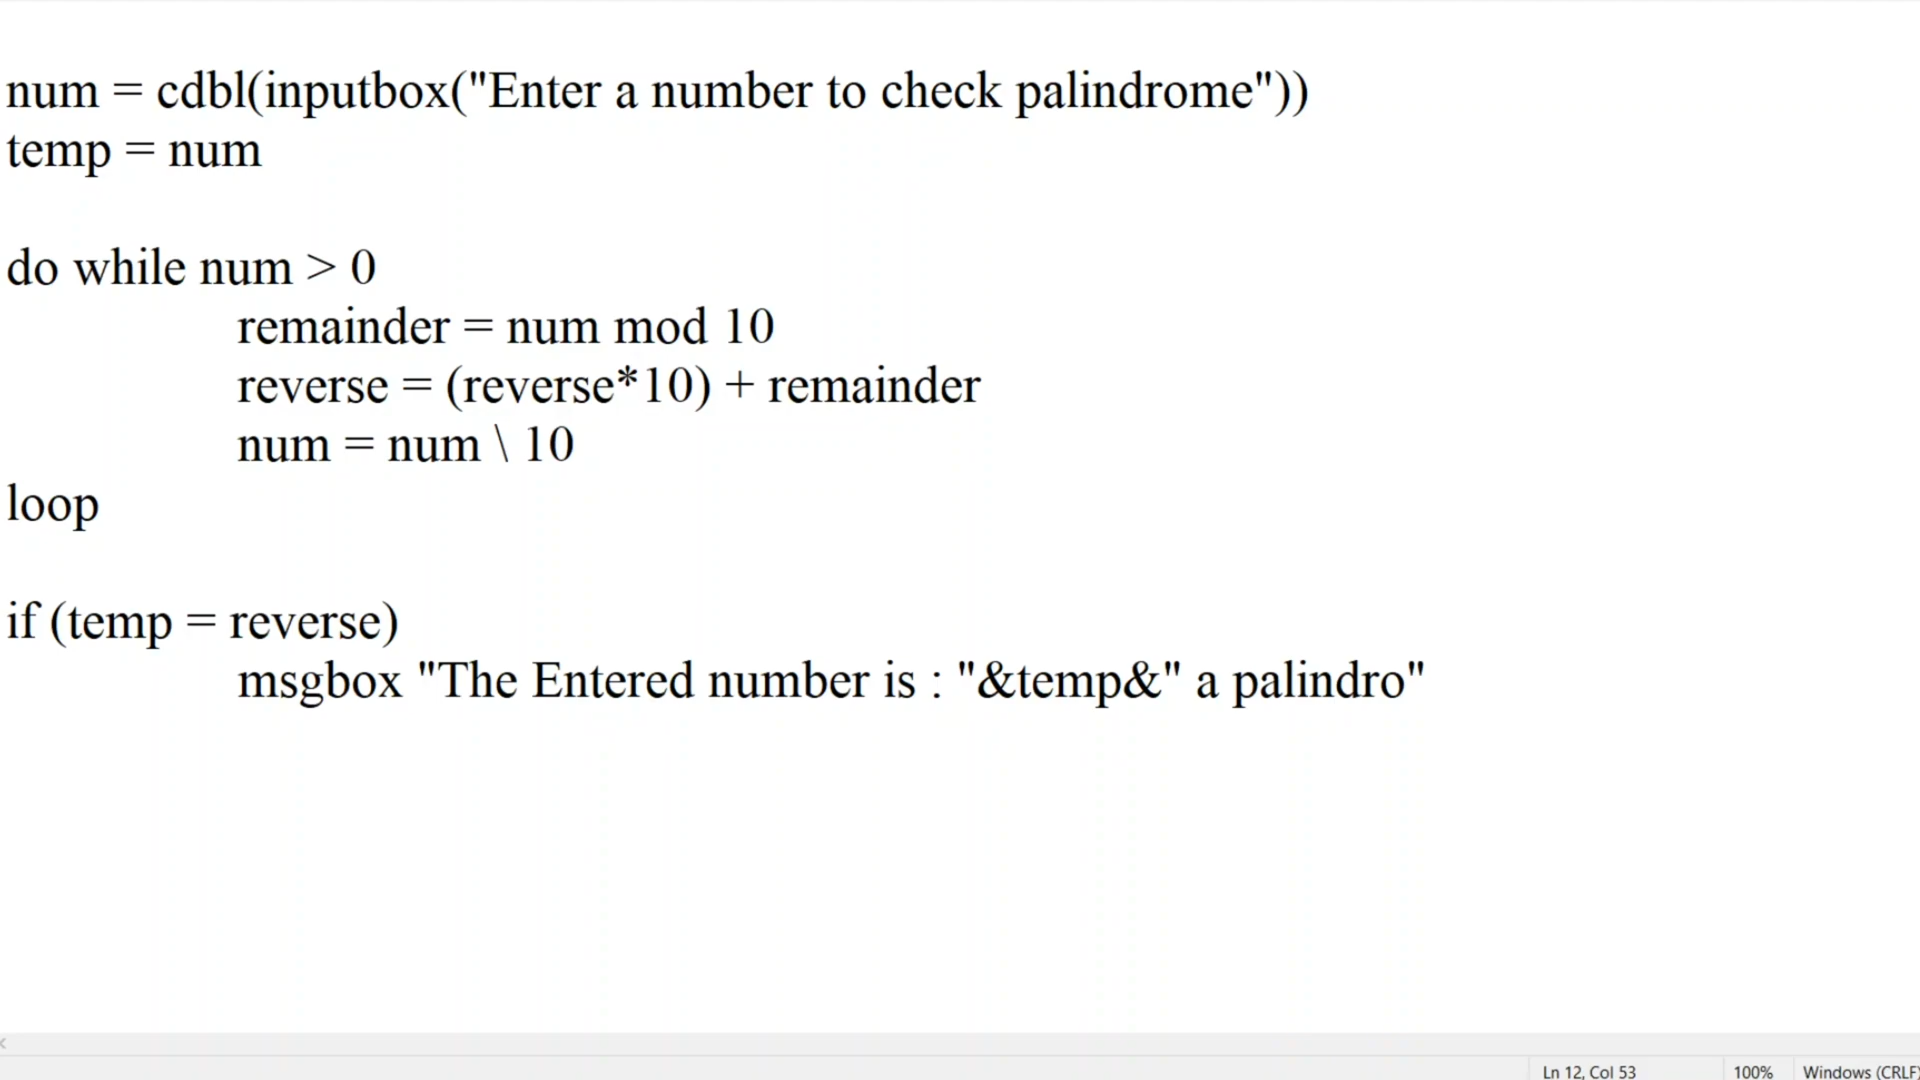 num = cdbl(inputbox("Enter a number to check palindrome"))
temp = num
do while num > 0
remainder = num mod 10
reverse = (reverse*10) + remainder
num = num \ 10
loop
if (temp = reverse)
msgbox "The Entered number is : "&temp&" a palindro"
Ln 12, Col 53 100% Windows (CRLF)